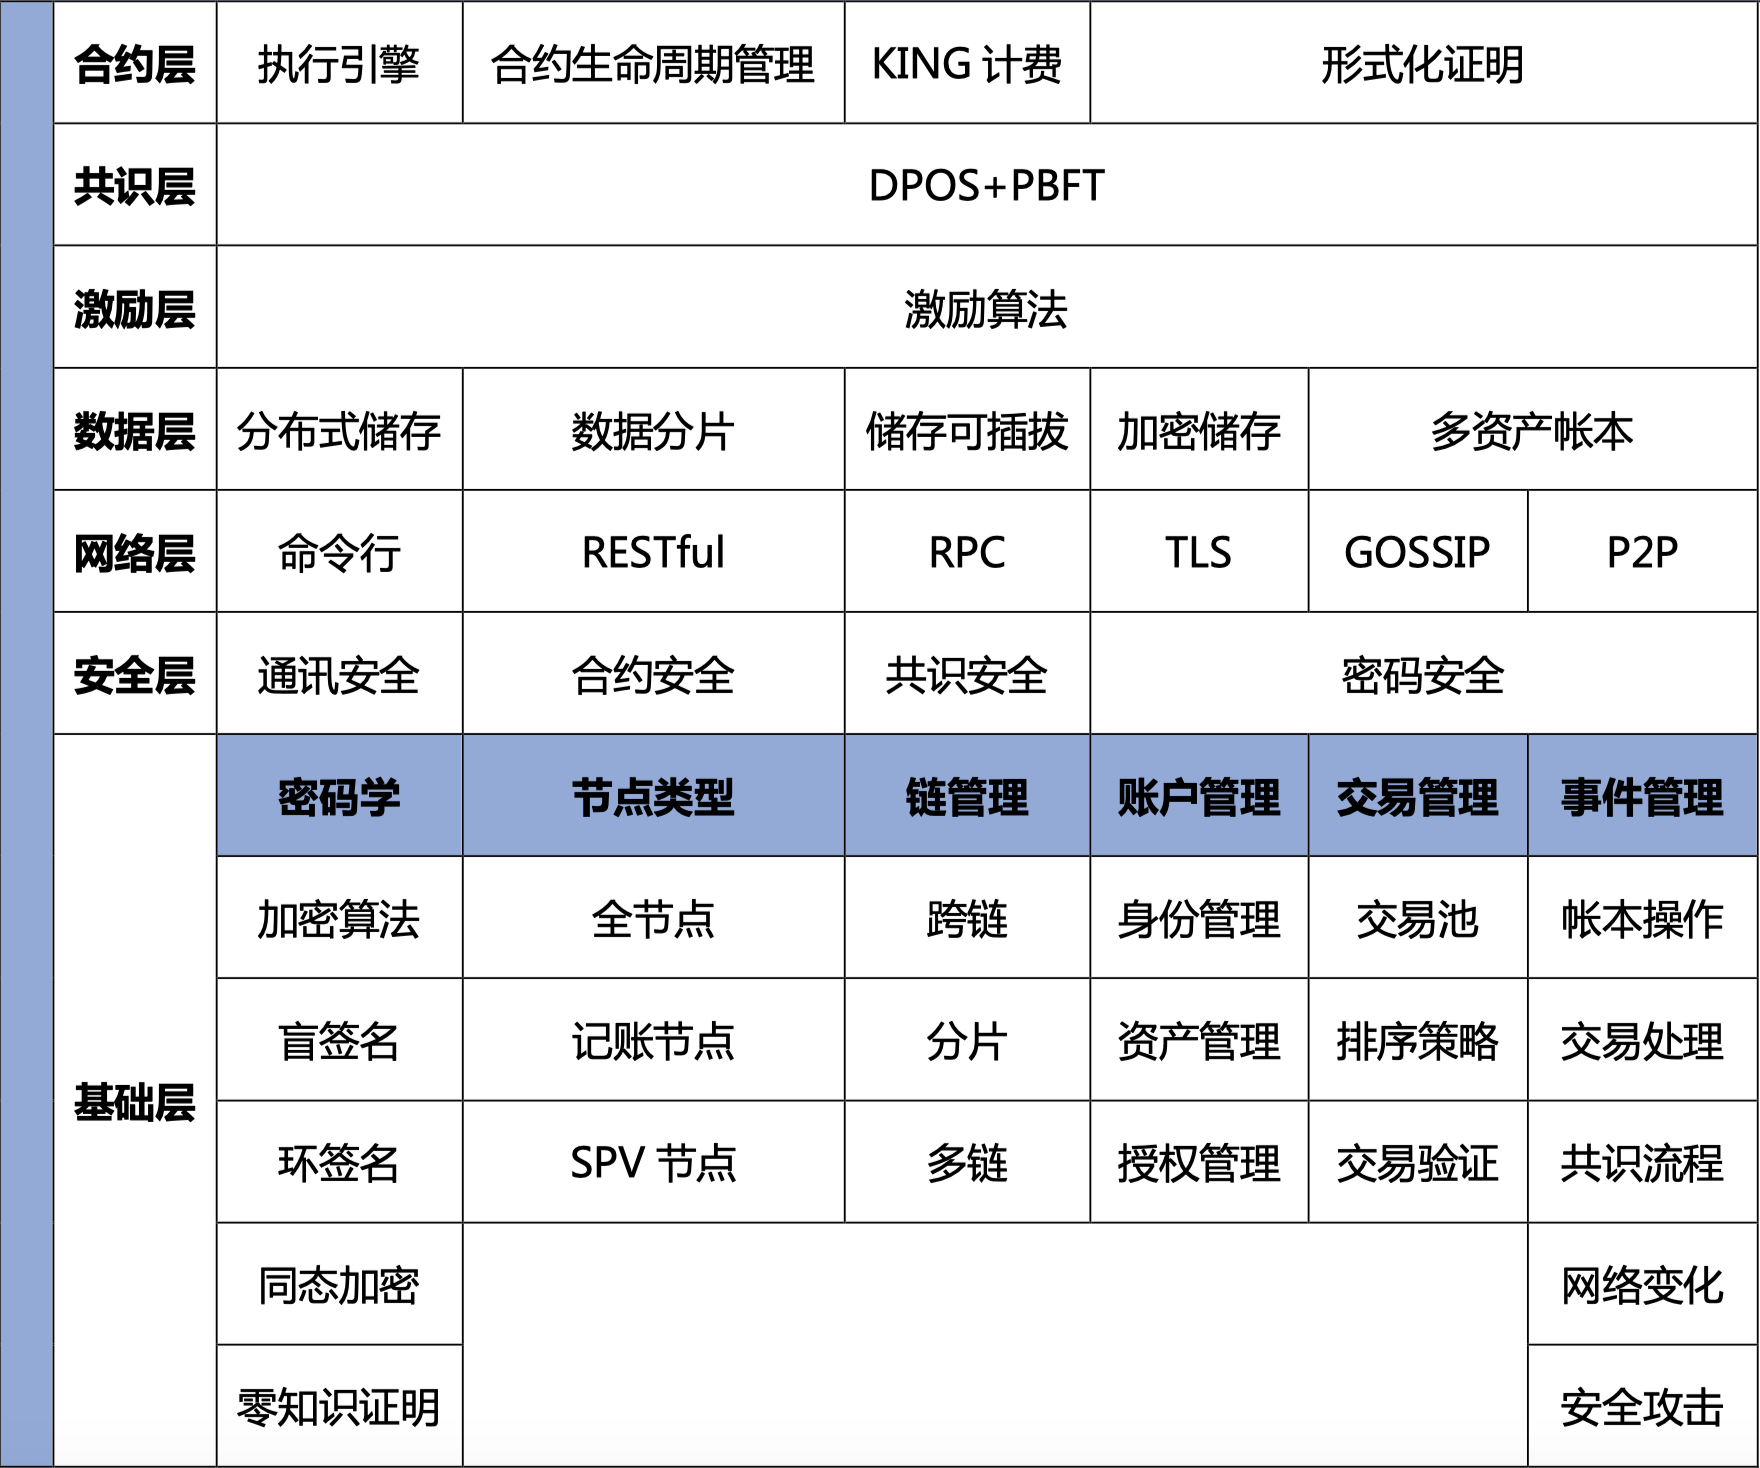 合约层 执行引擎 合约生命周期管理 KING 计费 形式化证明
共识层 DPOS+PBFT
激励层 激励算法
数据层 分布式储存 数据分片 储存可插拔 加密储存 多资产帐本
网络层 命令行 RESTful RPC TLS GOSSIP P2P
安全层 通讯安全 合约安全 共识安全 密码安全
密码学 节点类型 链管理 账户管理 交易管理 事件管理
加密算法 全节点 跨链 身份管理 交易池 帐本操作
盲签名 记账节点 分片 资产管理 排序策略 交易处理
基础层
环签名 SPV 节点 多链 授权管理 交易验证 共识流程
同态加密 网络变化
零知识证明 安全攻击